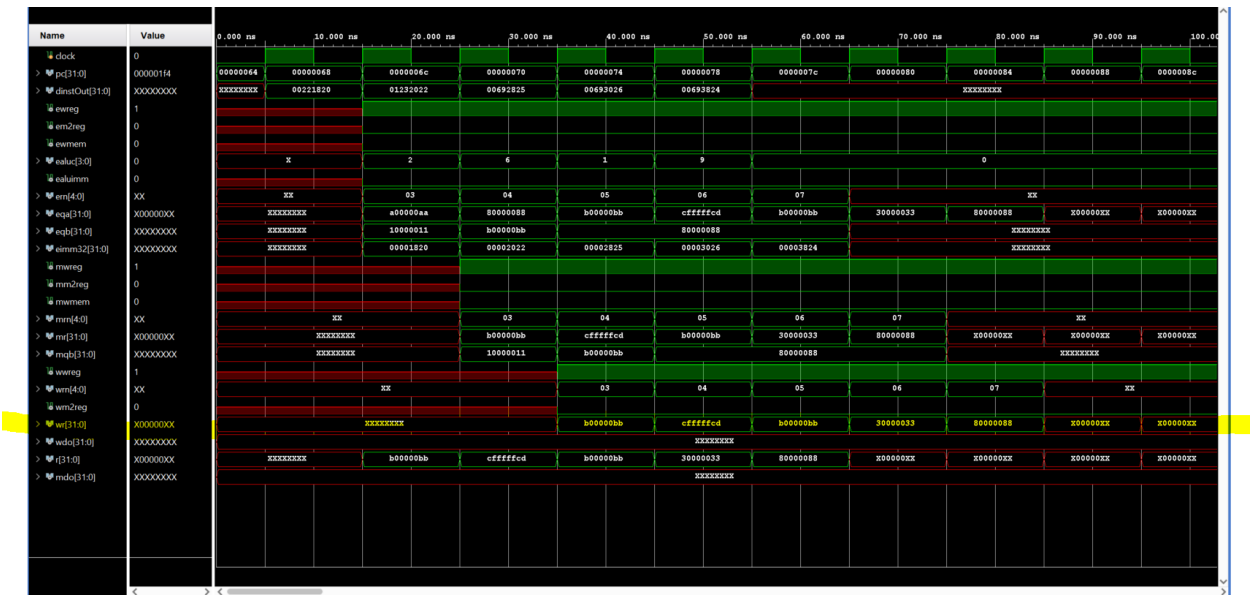 Name Value 0.000 ns 10.000 ns 20.000 ns 30.000 ns 40.000 ns 50.000 ns 60.000 ns 70.000 ns 80.000 ns 90.000 ns 100.0
clock 0
pc[31:0] 000001f4 00000064 00000068 0000006c 00000070 00000074 00000078 0000007c 00000080 00000084 00000088 0000008c
dinstOut[31:0] XXXXXXXX XXXXXXXX 00221820 01232022 00692825 00693026 00693824 XXXXXXXX
ewreg 1
em2reg 0
ewmem 0
ealuc[3:0] 0 X 2 6 1 9 0
ealuimm 0
ern[4:0] XX XX 03 04 05 06 07 XX
eqa[31:0] X00000XX XXXXXXXX a00000aa 80000088 b00000bb cfffffcd b00000bb 30000033 80000088 X00000XX X00000XX
eqb[31:0] XXXXXXXX XXXXXXXX 10000011 b00000bb 80000088 XXXXXXXX
eimm32[31:0] XXXXXXXX XXXXXXXX 00001820 00002022 00002825 00003026 00003824 XXXXXXXX
mwreg 1
mm2reg 0
mwmem 0
mrn[4:0] XX XX 03 04 05 06 07 XX
mr[31:0] X00000XX XXXXXXXX b00000bb cfffffcd b00000bb 30000033 80000088 X00000XX X00000XX X00000XX
mqb[31:0] XXXXXXXX XXXXXXXX 10000011 b00000bb 80000088 XXXXXXXX
wwreg 1
wrn[4:0] XX XX 03 04 05 06 07 XX
wm2reg 0
wr[31:0] X00000XX XXXXXXXX b00000bb cfffffcd b00000bb 30000033 80000088 X00000XX X00000XX
wdo[31:0] XXXXXXXX XXXXXXXX
r[31:0] X00000XX XXXXXXXX b00000bb cfffffcd b00000bb 30000033 80000088 X00000XX X00000XX X00000XX X00000XX
mdo[31:0] XXXXXXXX XXXXXXXX